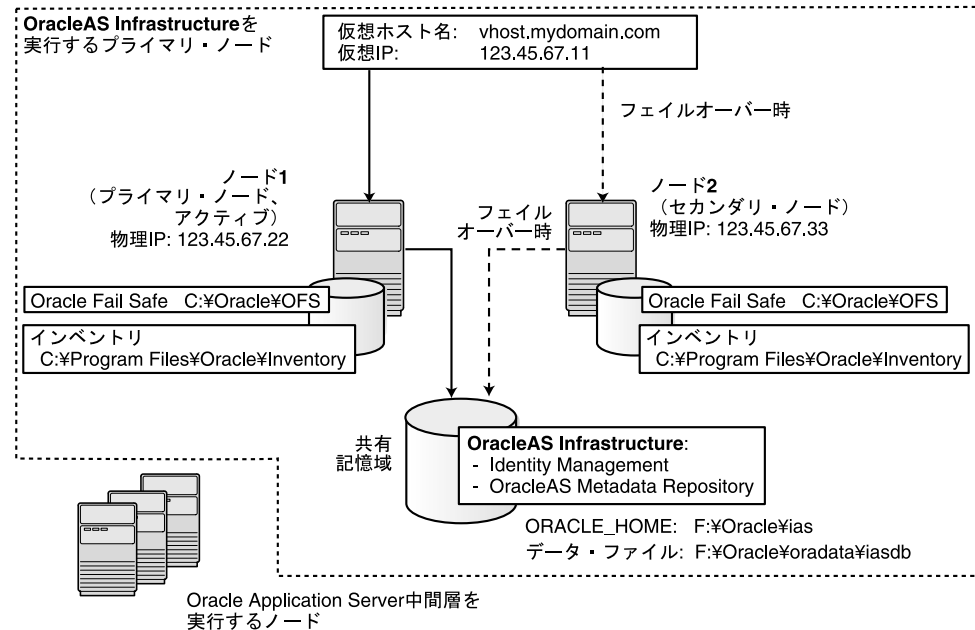 OracleAS Infrastructureを
実行するプライマリ・ノード
仮想ホスト名: vhost.mydomain.com
仮想IP: 123.45.67.11
フェイルオーバー時
ノード1
（プライマリ・ノード、
アクティブ）
物理IP: 123.45.67.22
フェイル
オーバー時
ノード2
（セカンダリ・ノード）
物理IP: 123.45.67.33
Oracle Fail Safe C:¥Oracle¥OFS
インベントリ
C:¥Program Files¥Oracle¥Inventory
Oracle Fail Safe C:¥Oracle¥OFS
インベントリ
C:¥Program Files¥Oracle¥Inventory
共有
記憶域
OracleAS Infrastructure:
- Identity Management
- OracleAS Metadata Repository
ORACLE_HOME: F:¥Oracle¥ias
データ・ファイル: F:¥Oracle¥oradata¥iasdb
Oracle Application Server中間層を
実行するノード